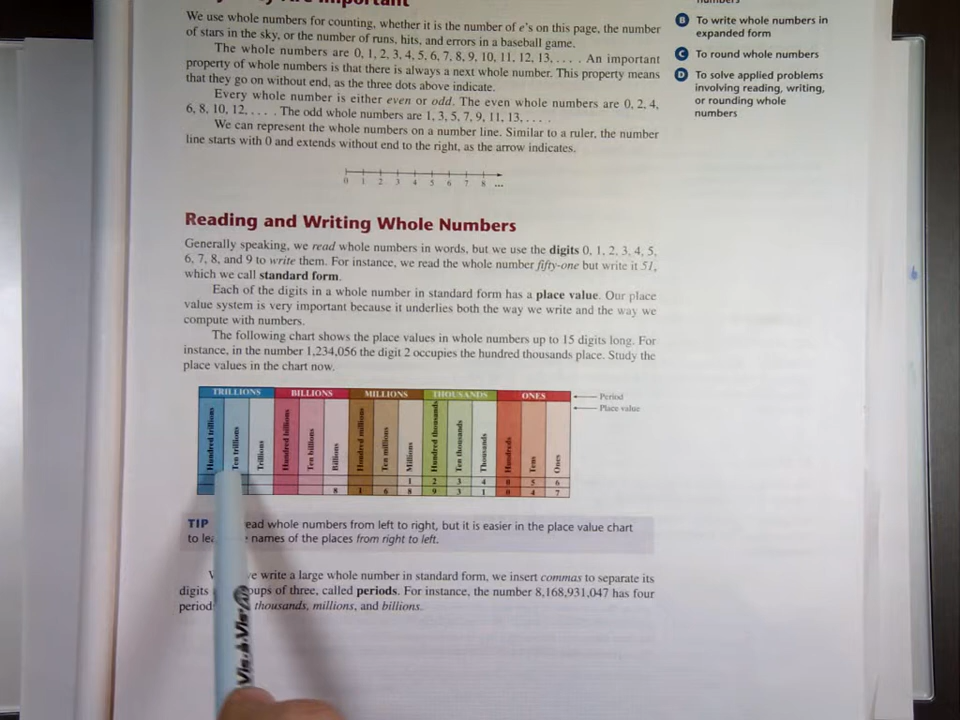 We use whole numbers for counting, whether it is the number of e's on this page, the number
of stars in the sky, or the number of runs, hits, and errors in a baseball game.
The whole numbers are 0, 1, 2, 3, 4, 5, 6, 7, 8, 9, 10, 11, 12, 13, . . . . An important
property of whole numbers is that there is always a next whole number. This property means
that they go on without end, as the three dots above indicate.
Every whole number is either even or odd. The even whole numbers are 0, 2, 4,
6, 8, 10, 12, . . . . The odd whole numbers are 1, 3, 5, 7, 9, 11, 13, . . . .
We can represent the whole numbers on a number line. Similar to a ruler, the number
line starts with 0 and extends without end to the right, as the arrow indicates.
0 1 2 3 4 5 6 7 8 ...
B To write whole numbers in
expanded form
C To round whole numbers
D To solve applied problems
involving reading, writing,
or rounding whole
numbers
Reading and Writing Whole Numbers
Generally speaking, we read whole numbers in words, but we use the digits 0, 1, 2, 3, 4, 5,
6, 7, 8, and 9 to write them. For instance, we read the whole number fifty-one but write it 51,
which we call standard form.
Each of the digits in a whole number in standard form has a place value. Our place
value system is very important because it underlies both the way we write and the way we
compute with numbers.
The following chart shows the place values in whole numbers up to 15 digits long. For
instance, in the number 1,234,056 the digit 2 occupies the hundred thousands place. Study the
place values in the chart now.
TRILLIONS BILLIONS MILLIONS THOUSANDS ONES Period
Place value
Hundred trillions
Ten trillions
Trillions
Hundred billions
Ten billions
Billions
Hundred millions
Ten millions
Millions
Hundred thousands
Ten thousands
Thousands
Hundreds
Tens
Ones
1 2 3 4 0 5 6
8 1 6 8 9 3 1 0 4 7
TIP ead whole numbers from left to right, but it is easier in the place value chart
to lea names of the places from right to left.
W e write a large whole number in standard form, we insert commas to separate its
digits oups of three, called periods. For instance, the number 8,168,931,047 has four
period thousands, millions, and billions.
Vis-à-Vis